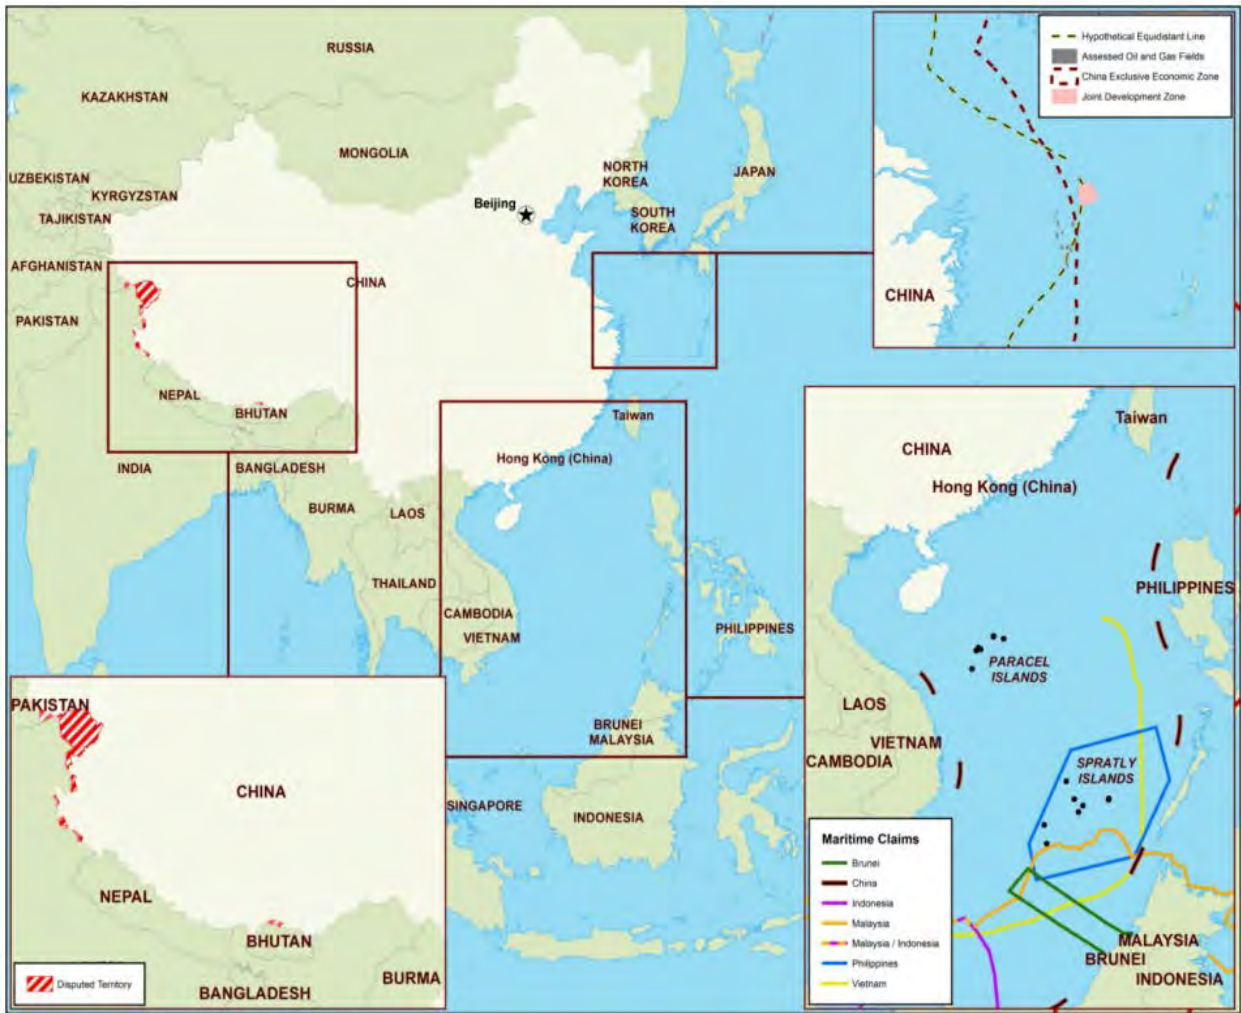 RUSSIA
KAZAKHSTAN
MONGOLIA
UZBEKISTAN
KYRGYZSTAN
TAJIKISTAN
AFGHANISTAN
PAKISTAN
Beijing
NORTH
KOREA
SOUTH
KOREA
JAPAN
CHINA
NEPAL
BHUTAN
INDIA
BANGLADESH
BURMA
LAOS
THAILAND
CAMBODIA
VIETNAM
Taiwan
Hong Kong (China)
PHILIPPINES
BRUNEI
MALAYSIA
SINGAPORE
INDONESIA
Hypothetical Equidistant Line
Assessed Oil and Gas Fields
China Exclusive Economic Zone
Joint Development Zone
CHINA
CHINA
Taiwan
Hong Kong (China)
PHILIPPINES
PARACEL
ISLANDS
LAOS
VIETNAM
CAMBODIA
SPRATLY
ISLANDS
MALAYSIA
BRUNEI
INDONESIA
Maritime Claims
Brunei
China
Indonesia
Malaysia
Malaysia / Indonesia
Philippines
Vietnam
PAKISTAN
CHINA
NEPAL
BHUTAN
BURMA
BANGLADESH
Disputed Territory